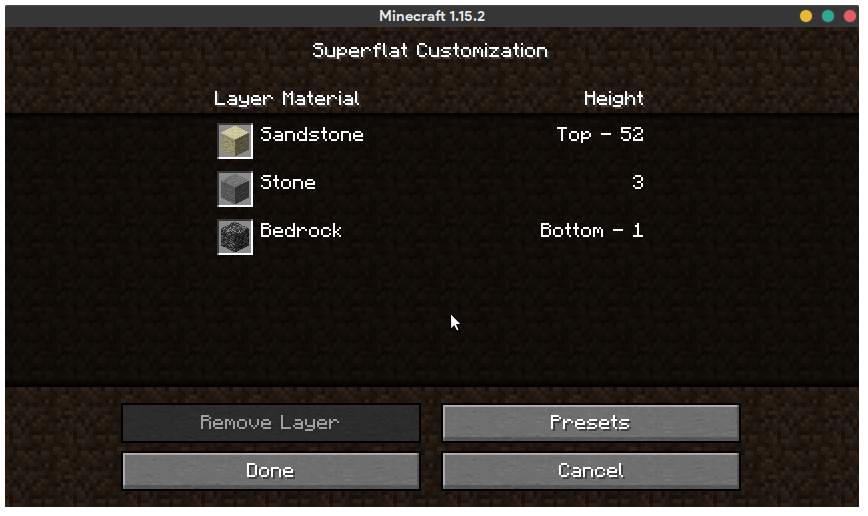 Minecraft 1.15.2
Superflat Customization
Layer Material Height
Sandstone Top - 52
Stone 3
Bedrock Bottom - 1
Remove Layer Presets
Done Cancel